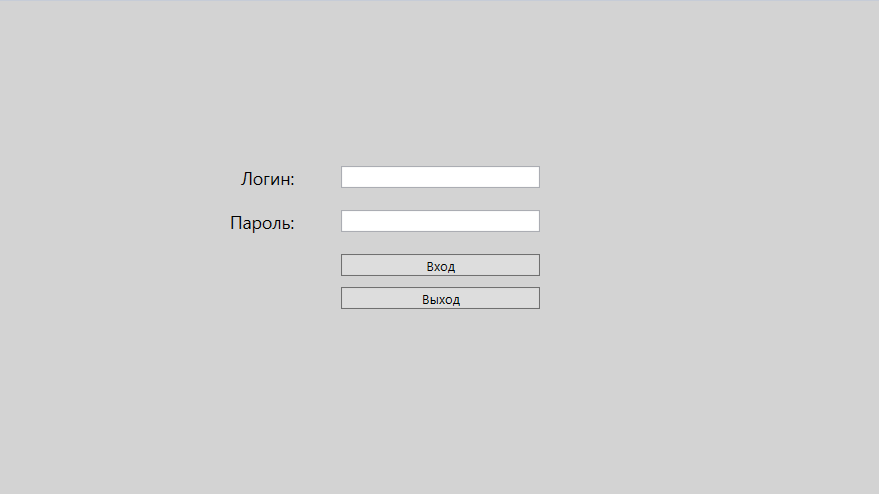 Логин:
Пароль:
Вход
Выход